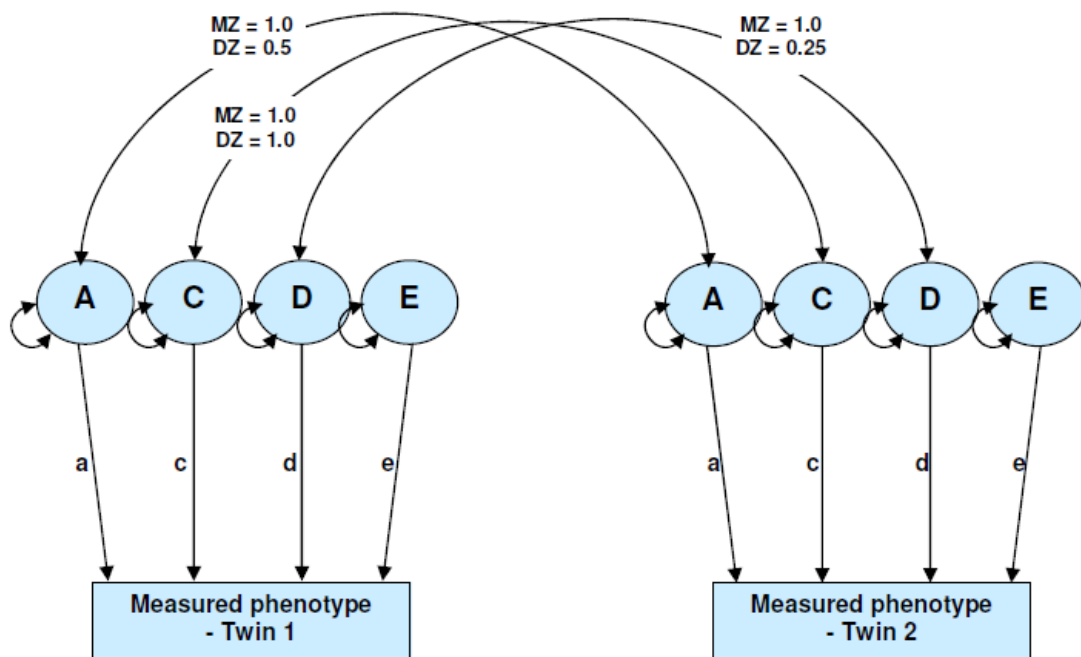 MZ = 1.0
DZ = 0.5
MZ = 1.0
DZ = 0.25
MZ = 1.0
DZ = 1.0
A
C
D
E
A
C
D
E
a
c
d
e
a
c
d
e
Measured phenotype
- Twin 1
Measured phenotype
- Twin 2